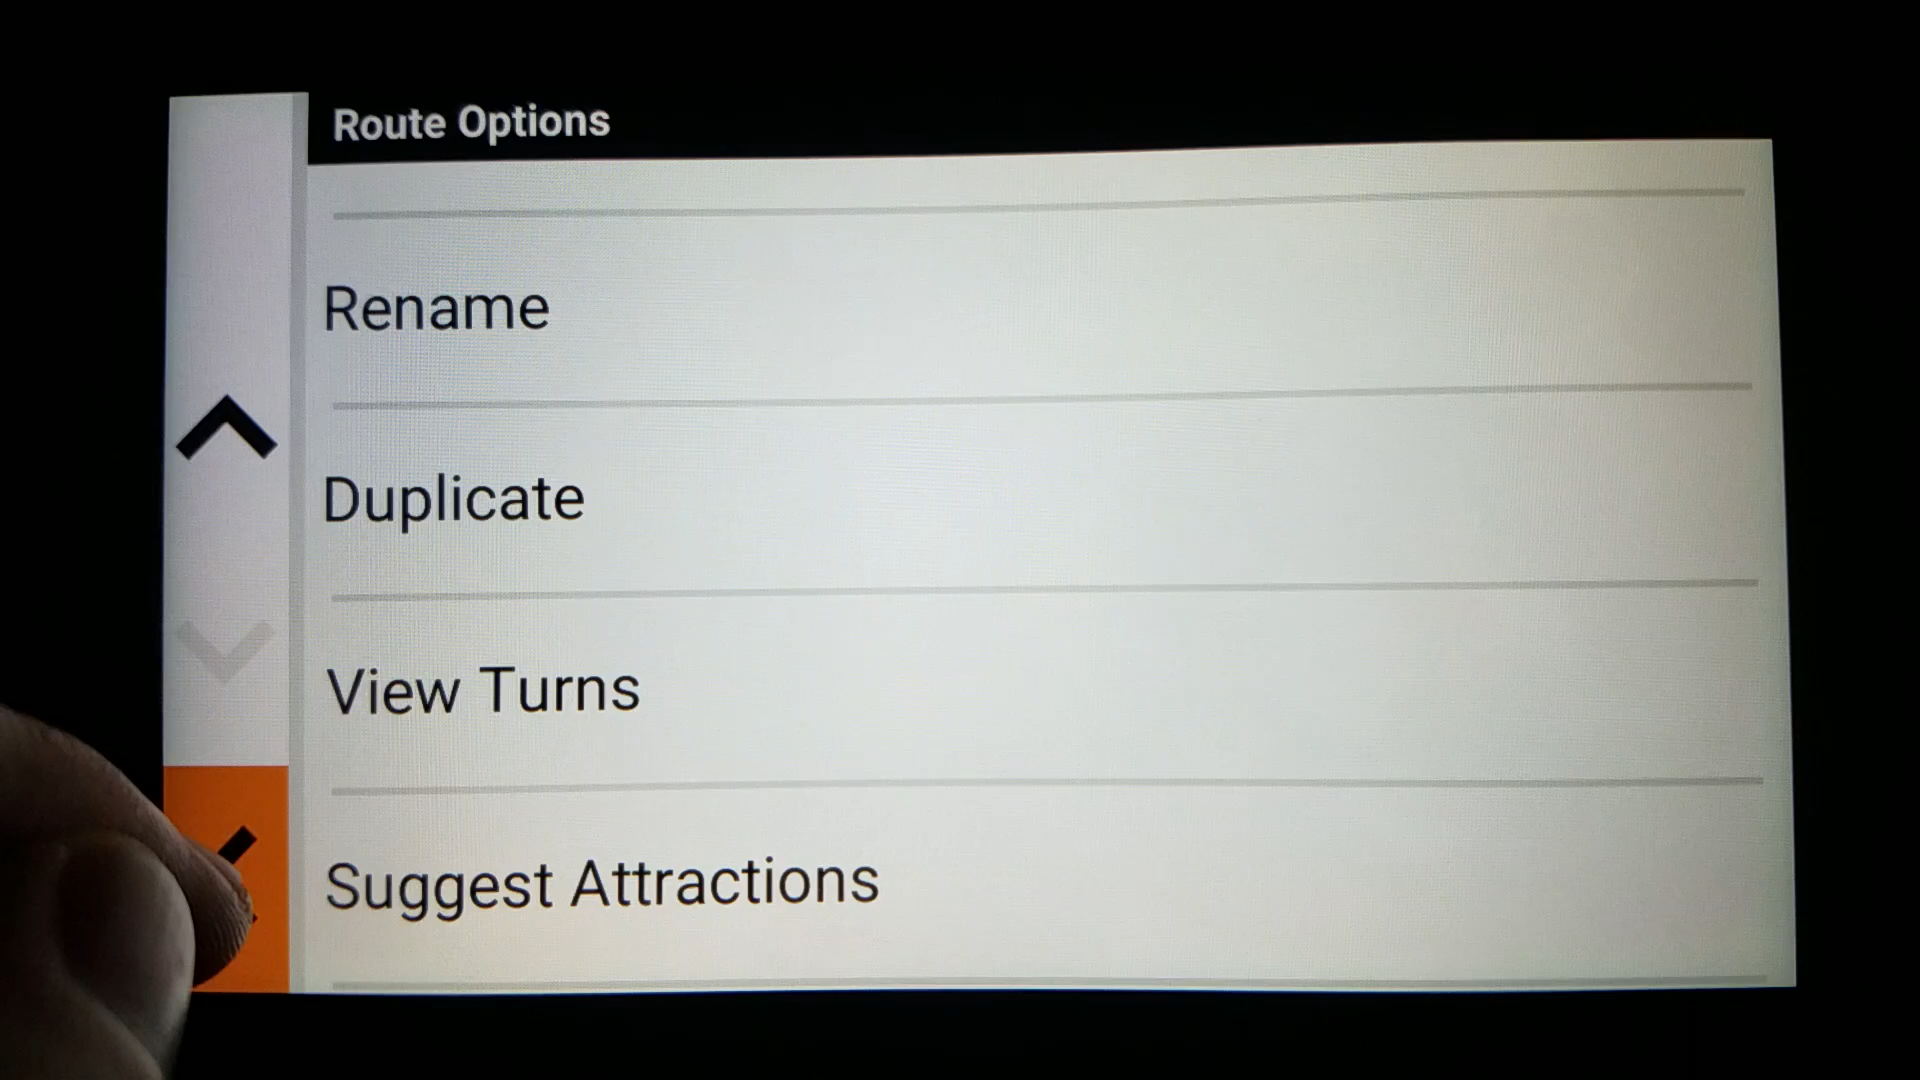 Route Options
Rename
Duplicate
View Turns
Suggest Attractions